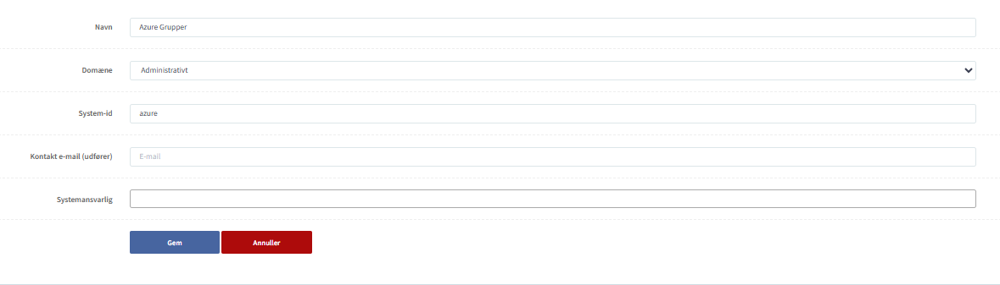 Navn Azure Grupper
Domæne Administrativt
System-id azure
Kontakt e-mail (udfører) E-mail
Systemansvarlig
Gem Annuller